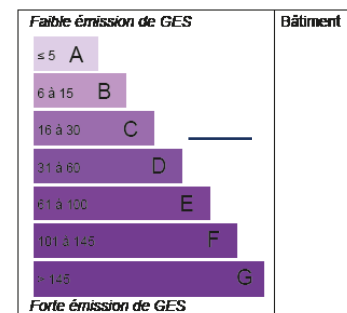 Faible émission de GES
Bâtiment
≤ 5 A
6 à 15 B
16 à 30 C
31 à 60 D
61 à 100 E
101 à 145 F
> 145 G
Forte émission de GES